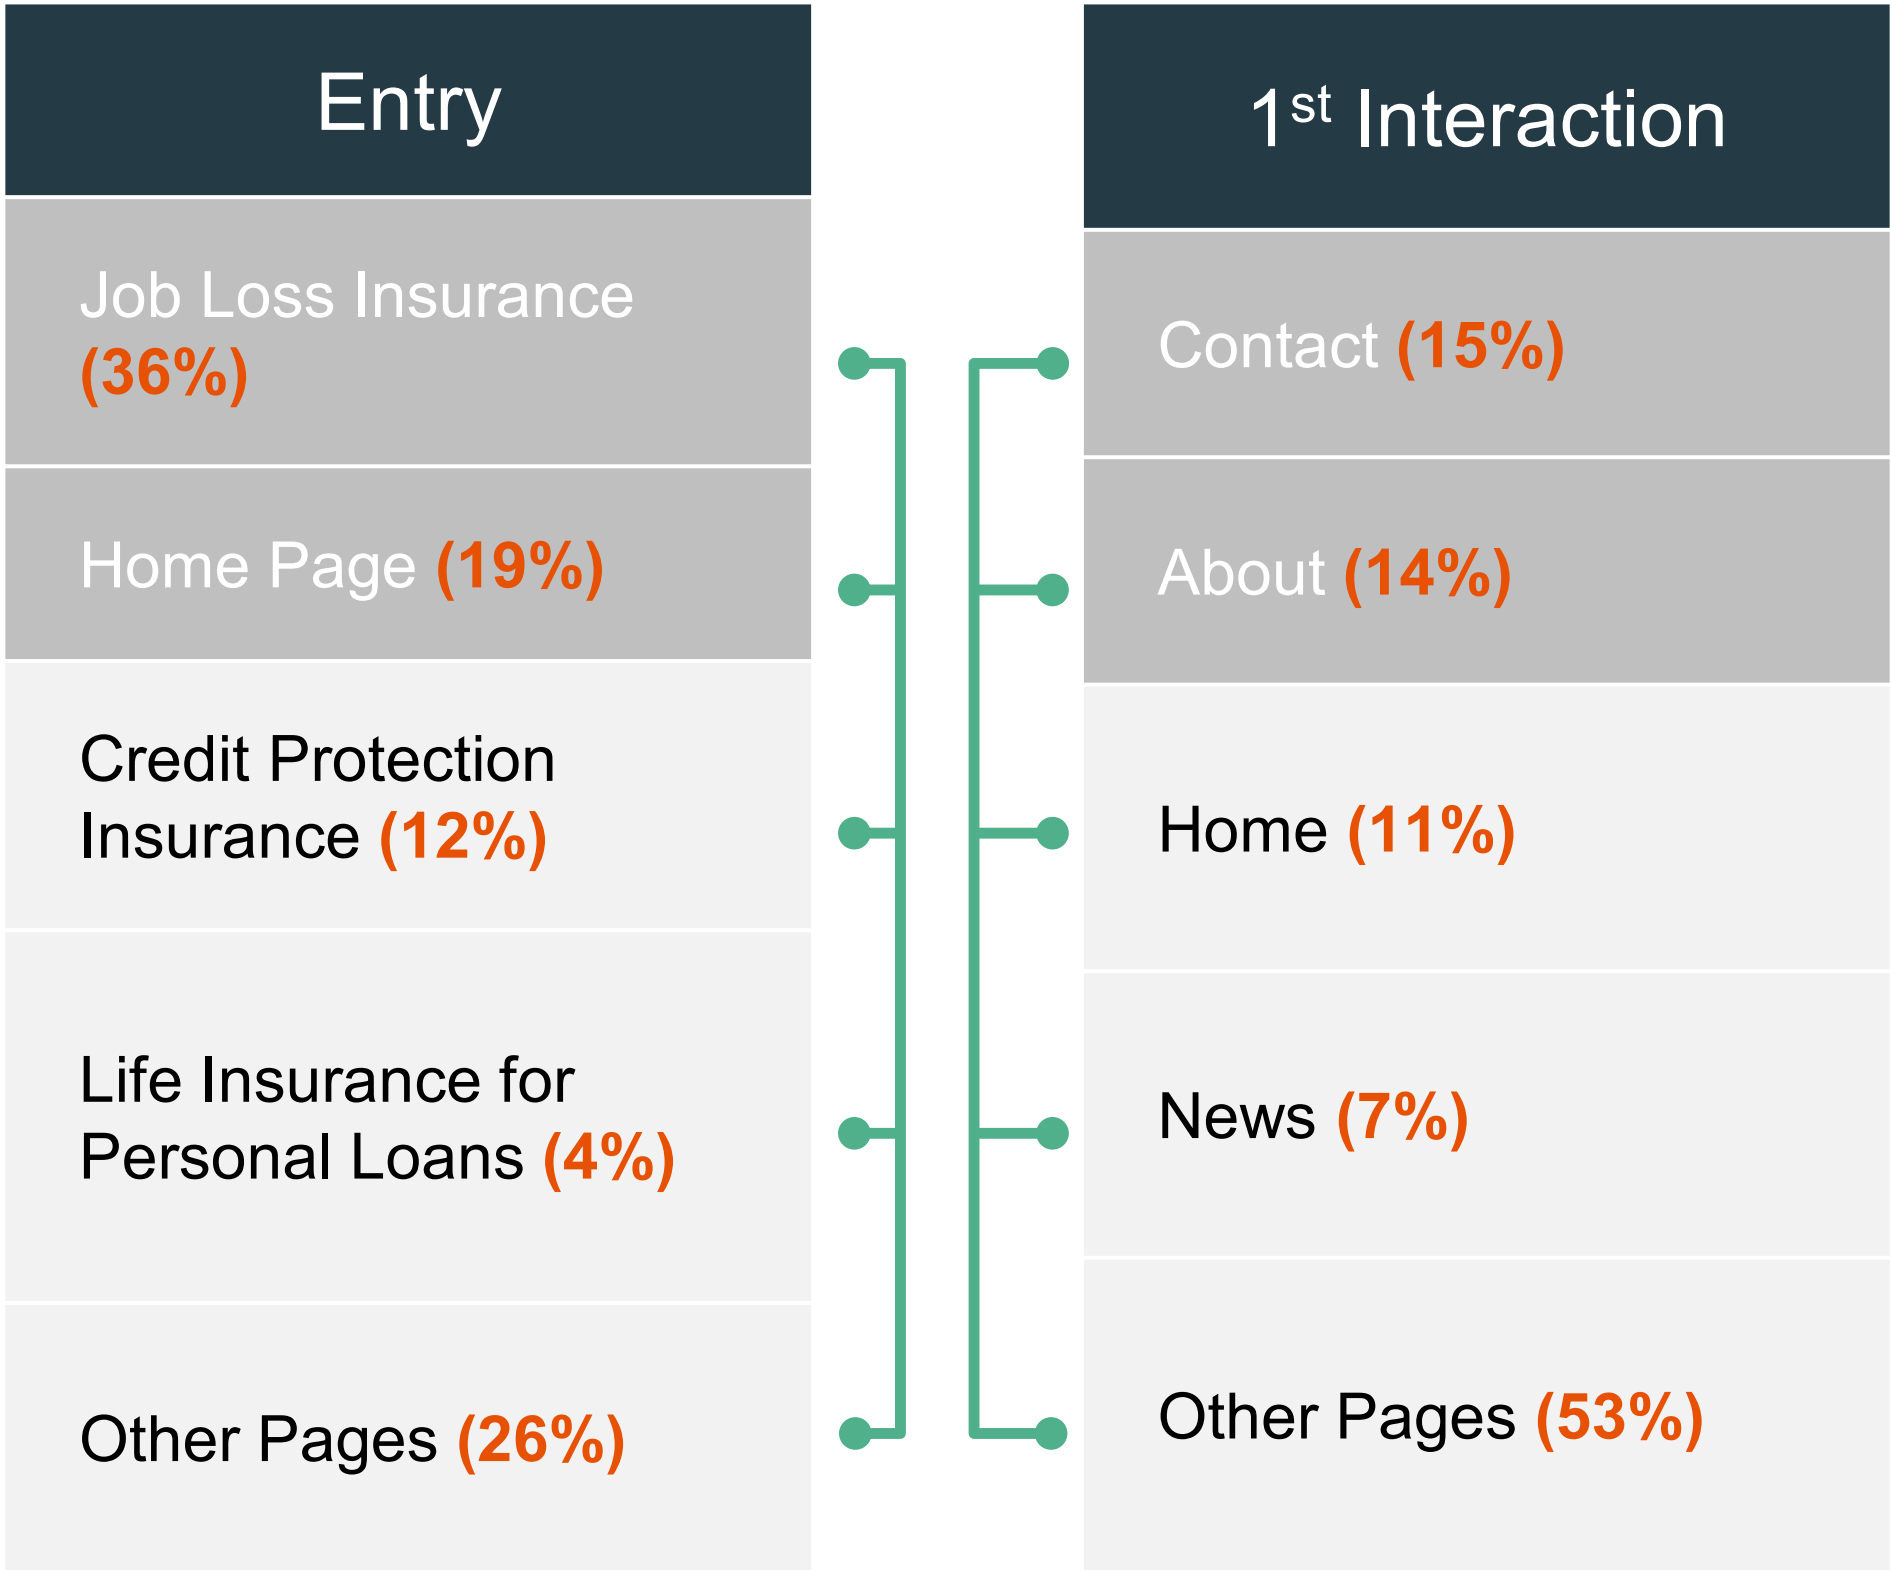 Entry
Job Loss Insurance
(36%)
Home Page (19%)
Credit Protection
Insurance (12%)
Life Insurance for
Personal Loans (4%)
Other Pages (26%)
1st Interaction
Contact (15%)
About (14%)
Home (11%)
News (7%)
Other Pages (53%)